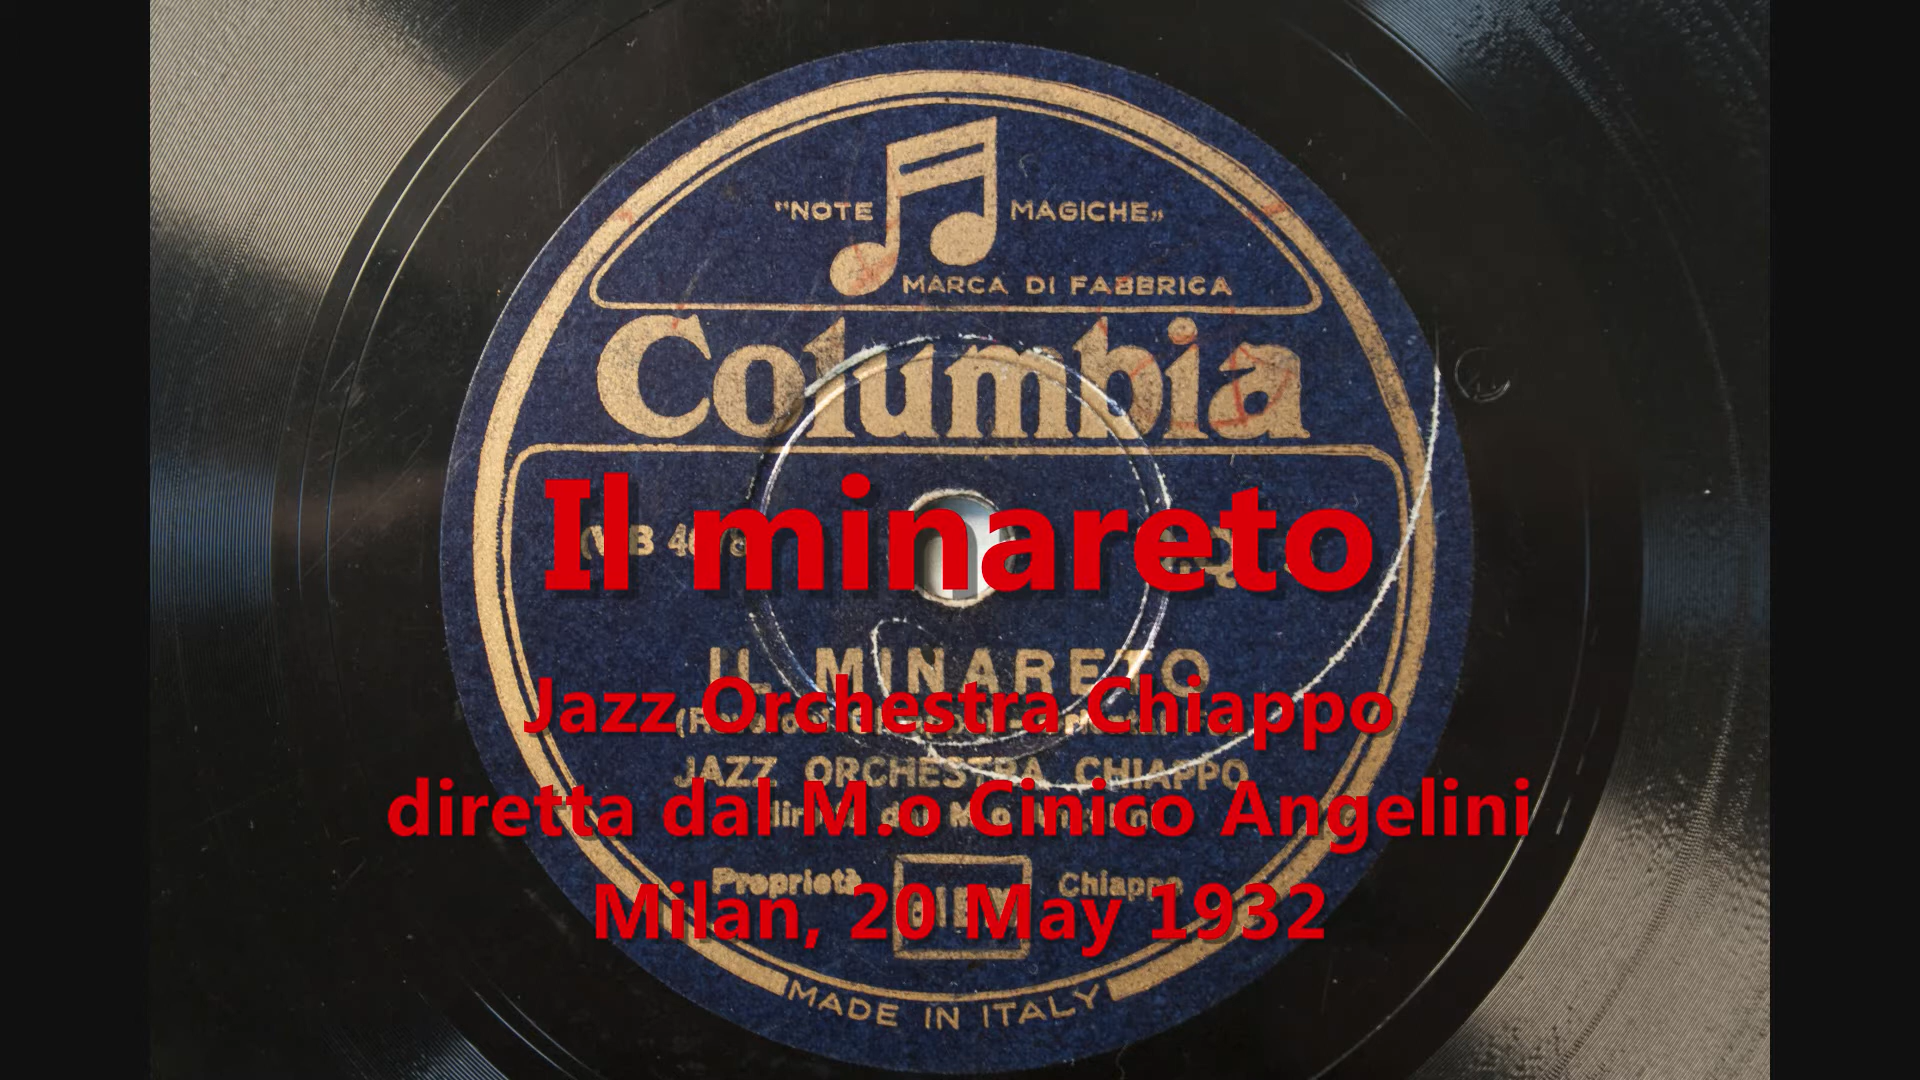 "NOTE MAGICHE„
MARCA DI FABBRICA
Columbia
Il minareto
IL MINARETO
Jazz Orchestra Chiappo
JAZZ ORCHESTRA CHIAPPO
diretta dal M.o Cinico Angelini
Proprietà Chiappo
Milan, 20 May 1932
MADE IN ITALY